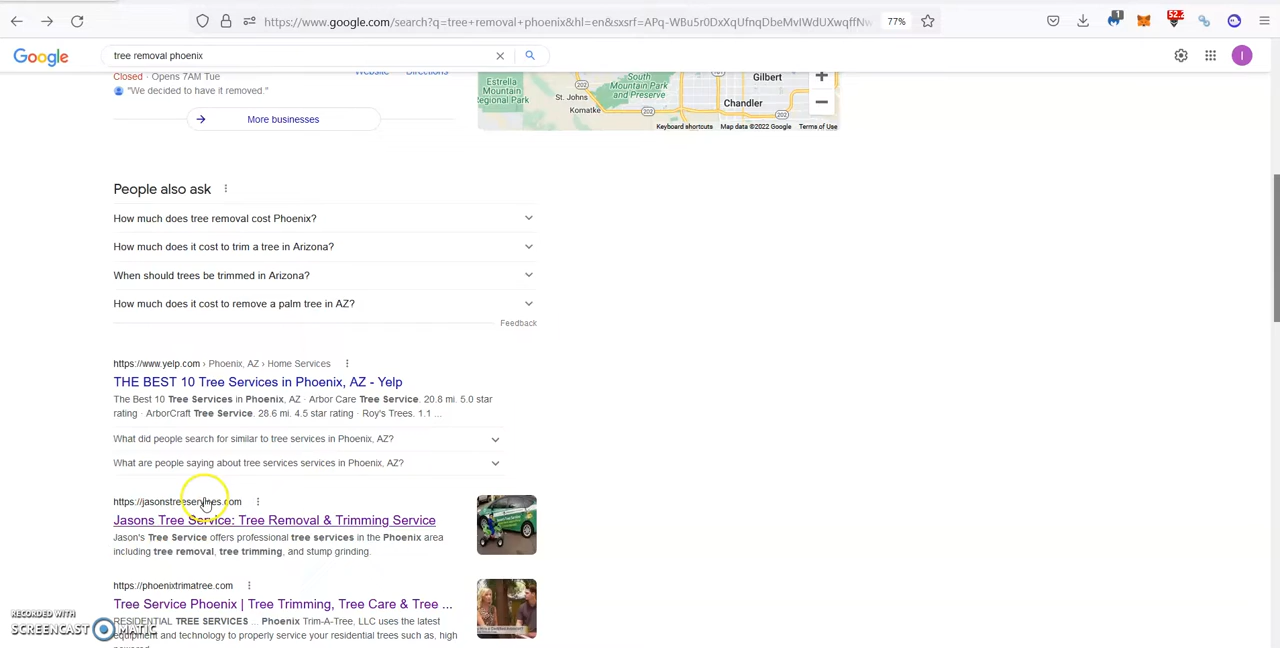 https://www.google.com/search?q=tree+removal+phoenix&hl=en&sxsrf=APq-WBu5r0DxXqUfnqDbeMvIWdUXwqffNw
77%
1
52.2
Google
tree removal phoenix
I
Closed · Opens 7AM Tue
Website
Directions
"We decided to have it removed."
More businesses
Estrella
Mountain
Regional Park
202
St. Johns
Komatke
South
Mountain Park
and Preserve
202
Gilbert
Chandler
202
Keyboard shortcuts
Map data ©2022 Google
Terms of Use
People also ask
How much does tree removal cost Phoenix?
How much does it cost to trim a tree in Arizona?
When should trees be trimmed in Arizona?
How much does it cost to remove a palm tree in AZ?
Feedback
https://www.yelp.com › Phoenix, AZ › Home Services
THE BEST 10 Tree Services in Phoenix, AZ - Yelp
The Best 10 Tree Services in Phoenix, AZ · Arbor Care Tree Service. 20.8 mi. 5.0 star
rating · ArborCraft Tree Service. 28.6 mi. 4.5 star rating · Roy's Trees. 1.1 ...
What did people search for similar to tree services in Phoenix, AZ?
What are people saying about tree services services in Phoenix, AZ?
https://jasonstreeservices.com
Jasons Tree Service: Tree Removal & Trimming Service
Jason's Tree Service offers professional tree services in the Phoenix area
including tree removal, tree trimming, and stump grinding.
https://phoenixtrimatree.com
Tree Service Phoenix | Tree Trimming, Tree Care & Tree ...
RESIDENTIAL TREE SERVICES ... Phoenix Trim-A-Tree, LLC uses the latest
equipment and technology to properly service your residential trees such as, high
RECORDED WITH
SCREENCAST MATIC